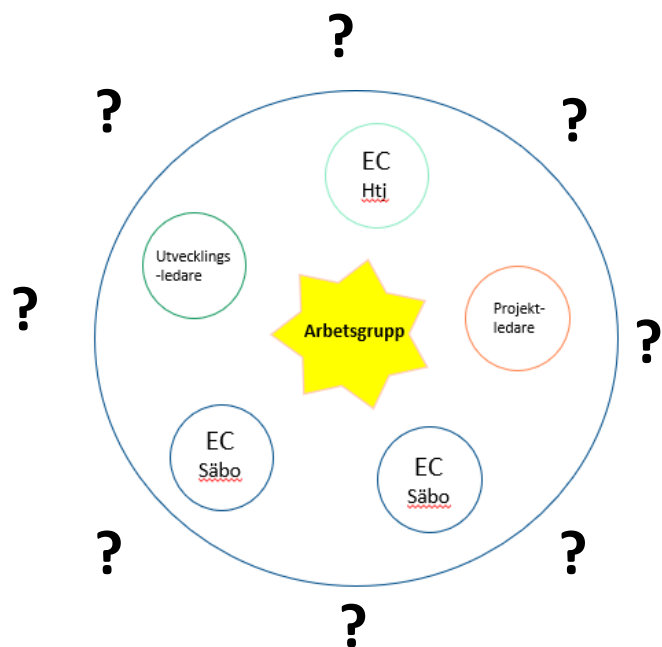 ?
?
?
EC
Htj
Utvecklings
-ledare
?
Arbetsgrupp
Projekt-
ledare
?
EC
Säbo
EC
Säbo
?
?
?